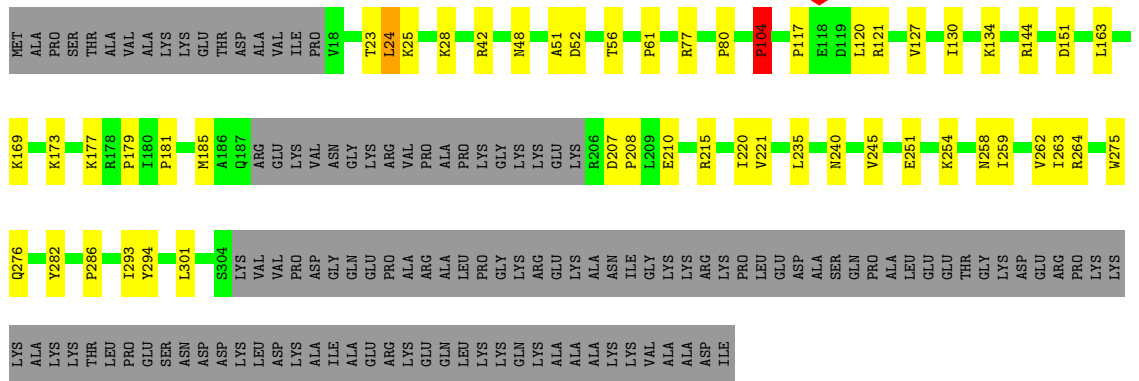 MET ALA PRO SER THR ALA VAL ALA LYS LYS GLU THR ASP ALA VAL ILE PRO V18 T23 L24 K25 K28 R42 N48 A51 D52 T56 P61 R77 P80 P104 P117 E118 D119 L120 R121 V127 I130 K134 R144 D151 L163
K169 K173 K177 R178 P179 I180 P181 M185 A186 Q187 ARG GLU LYS VAL ASN GLY LYS ARG VAL PRO ALA PRO LYS GLY LYS LYS GLU LYS R206 D207 P208 L209 E210 R215 I220 V221 L235 N240 V245 E251 K254 N258 I259 V262 I263 R264 W275
Q276 Y282 P286 I293 Y294 L301 S304 LYS VAL VAL PRO ASP GLY GLN GLU PRO ALA ARG ALA LEU PRO GLY LYS ARG GLU LYS ALA ASN ILE GLY LYS LYS ARG LYS PRO LEU GLU ASP ALA SER GLN PRO ALA LEU GLU GLU THR GLY LYS ASP GLU ARG PRO LYS LYS
LYS ALA LYS LYS THR LEU PRO GLU SER ASN ASP ASP LYS LEU ASP LYS ALA ILE ALA GLU ARG LYS GLU GLN LEU LYS LYS GLN LYS ALA ALA ALA LYS LYS VAL ALA ALA ASP ILE